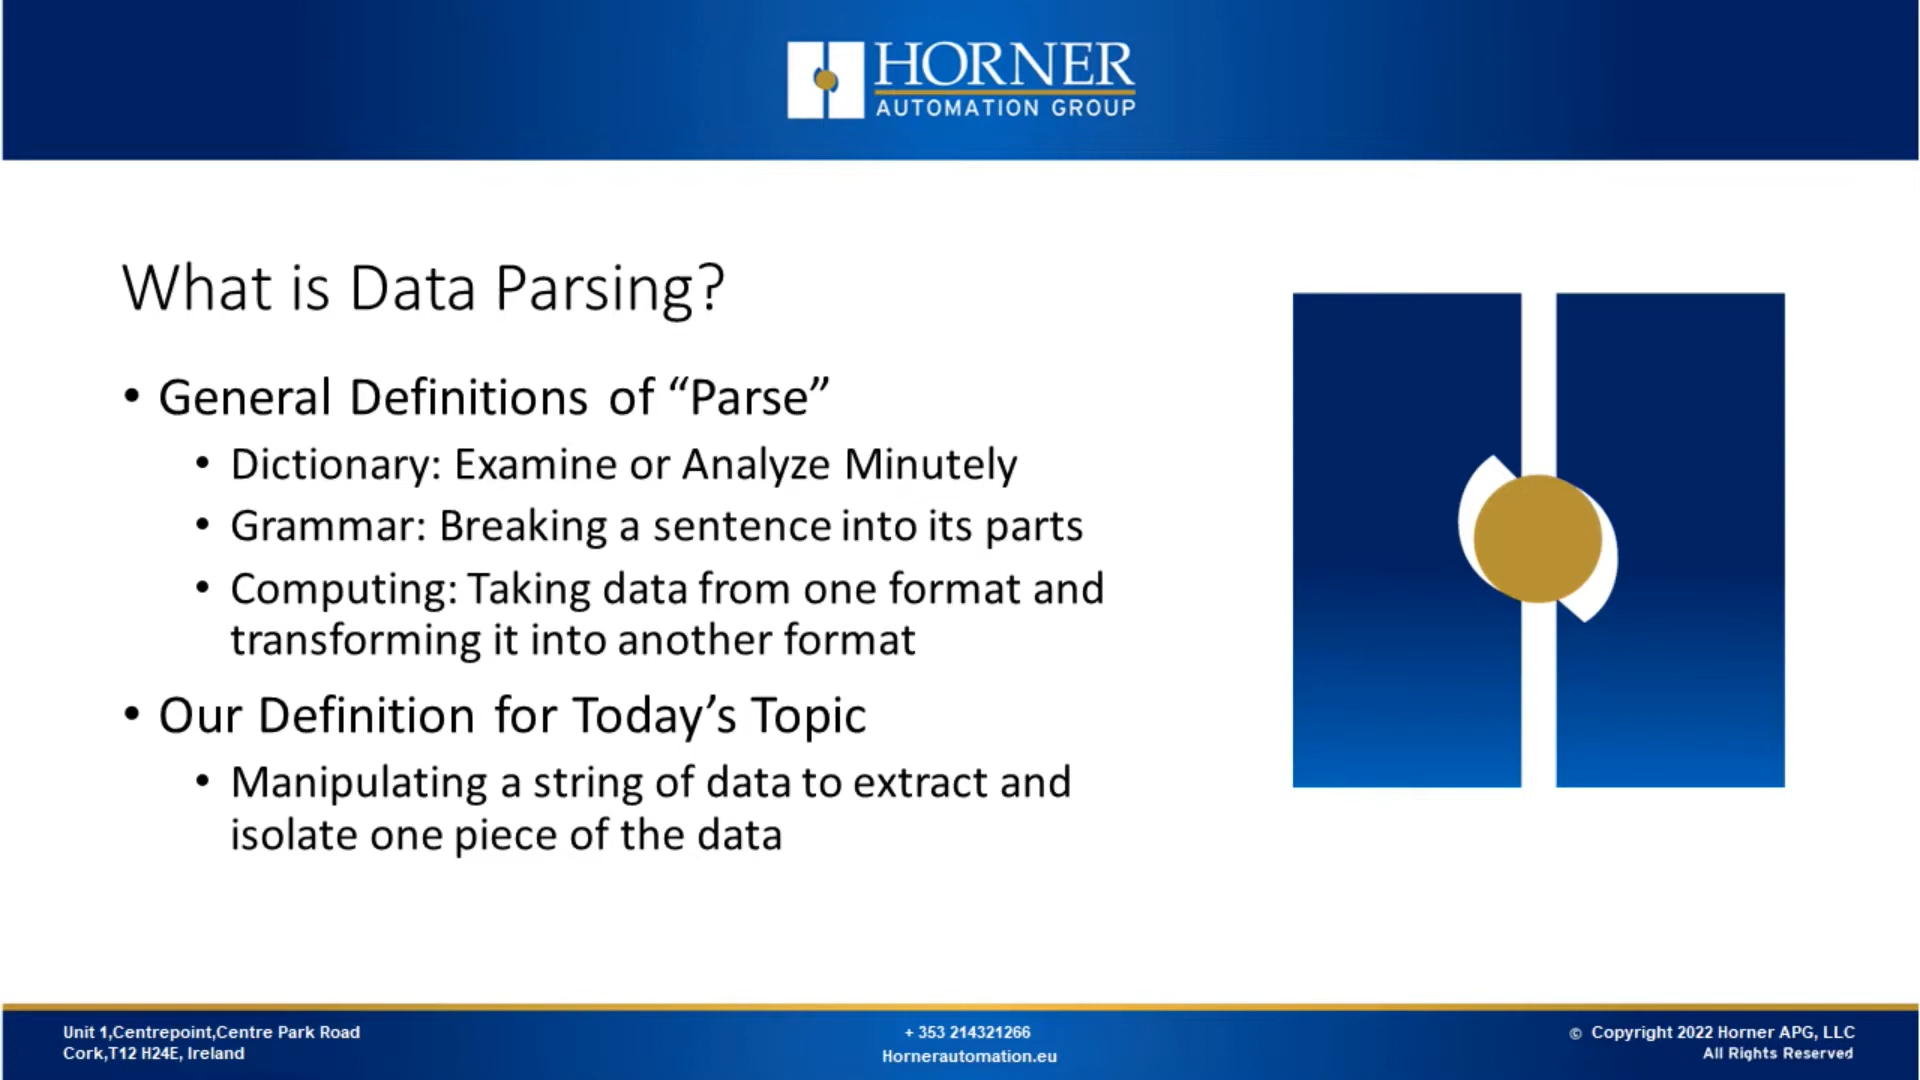 HORNER
AUTOMATION GROUP
What is Data Parsing?
• General Definitions of “Parse”
• Dictionary: Examine or Analyze Minutely
• Grammar: Breaking a sentence into its parts
• Computing: Taking data from one format and
transforming it into another format
• Our Definition for Today’s Topic
• Manipulating a string of data to extract and
isolate one piece of the data
Unit 1,Centrepoint,Centre Park Road
Cork,T12 H24E, Ireland
+ 353 214321266
Hornerautomation.eu
© Copyright 2022 Horner APG, LLC
All Rights Reserved